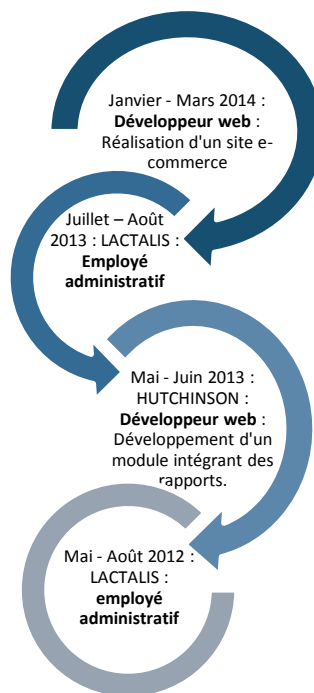 Janvier - Mars 2014 :
Développeur web :
Réalisation d'un site e-
commerce
Juillet – Août
2013 : LACTALIS :
Employé
administratif
Mai - Juin 2013 :
HUTCHINSON :
Développeur web :
Développement d'un
module intégrant des
rapports.
Mai - Août 2012 :
LACTALIS :
employé
administratif